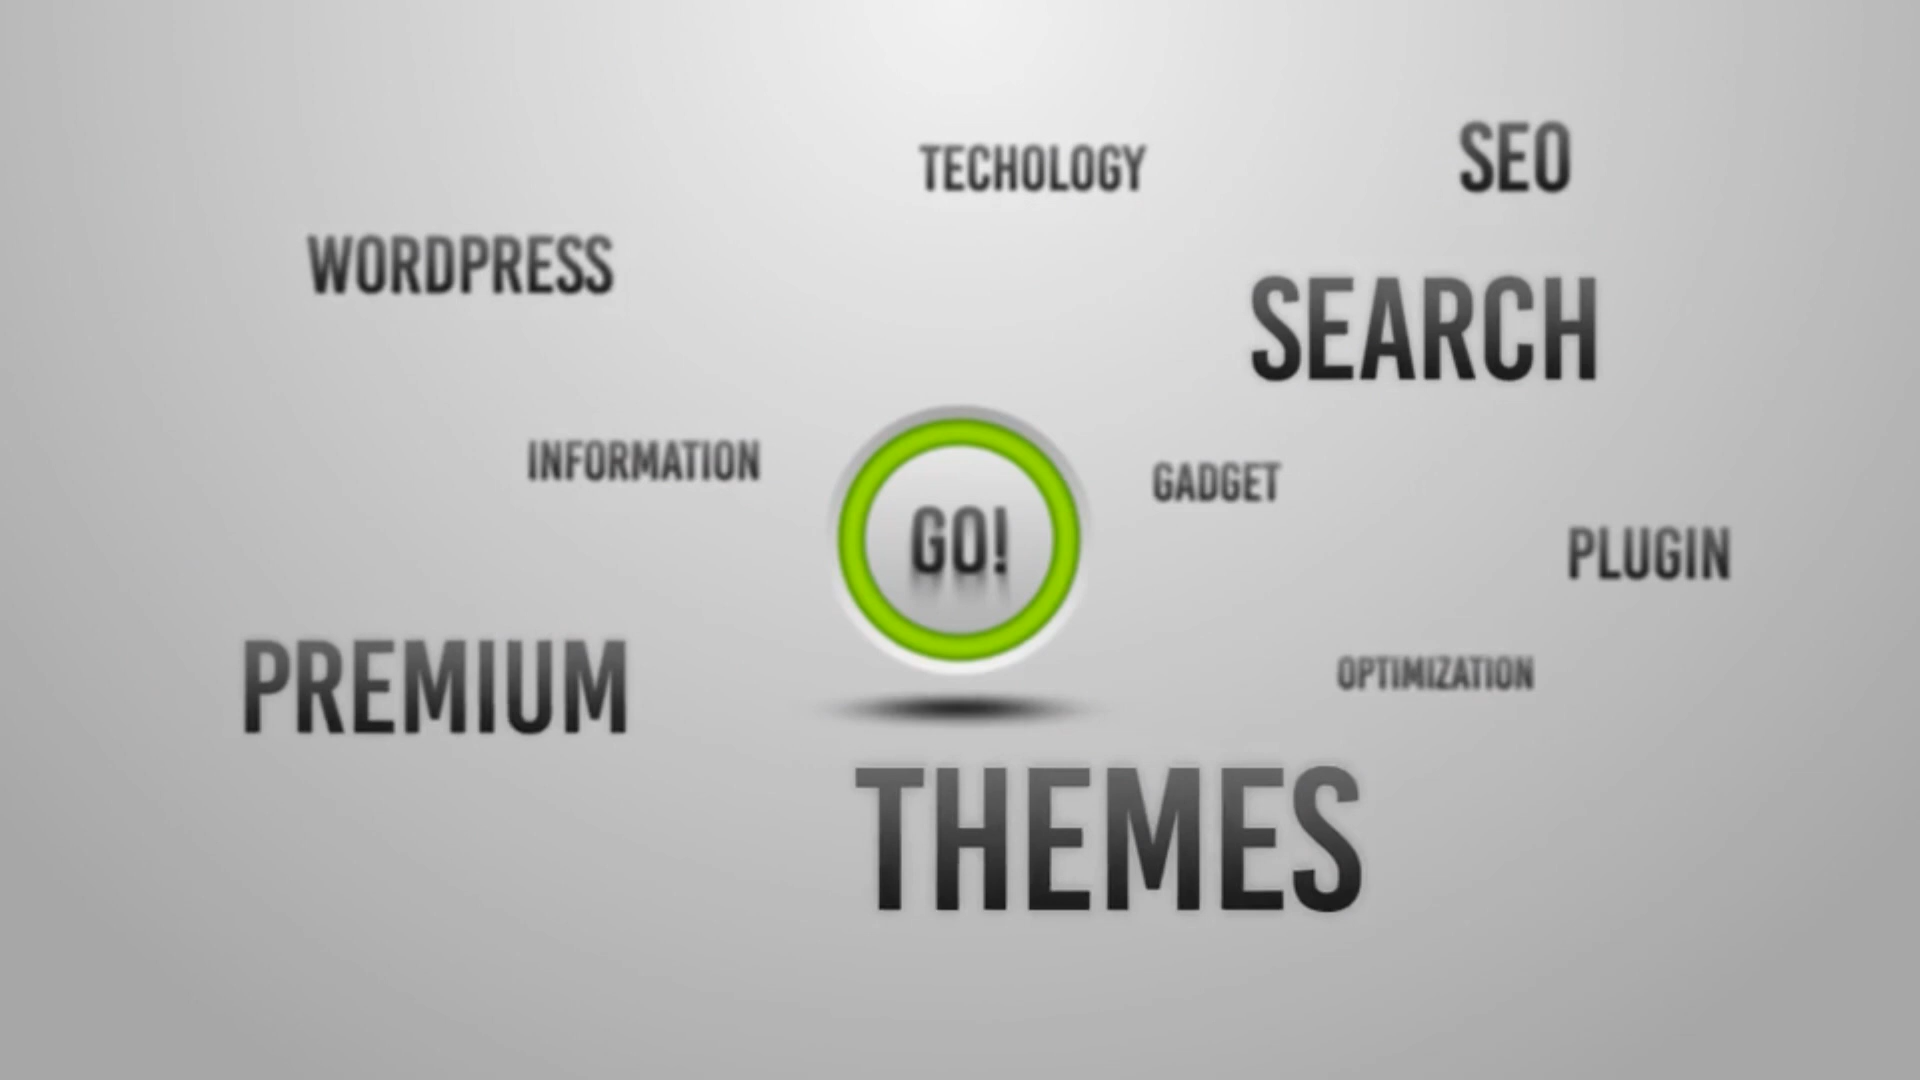 TECHOLOGY
SEO
WORDPRESS
SEARCH
INFORMATION
GADGET
GO!
PLUGIN
PREMIUM
OPTIMIZATION
THEMES